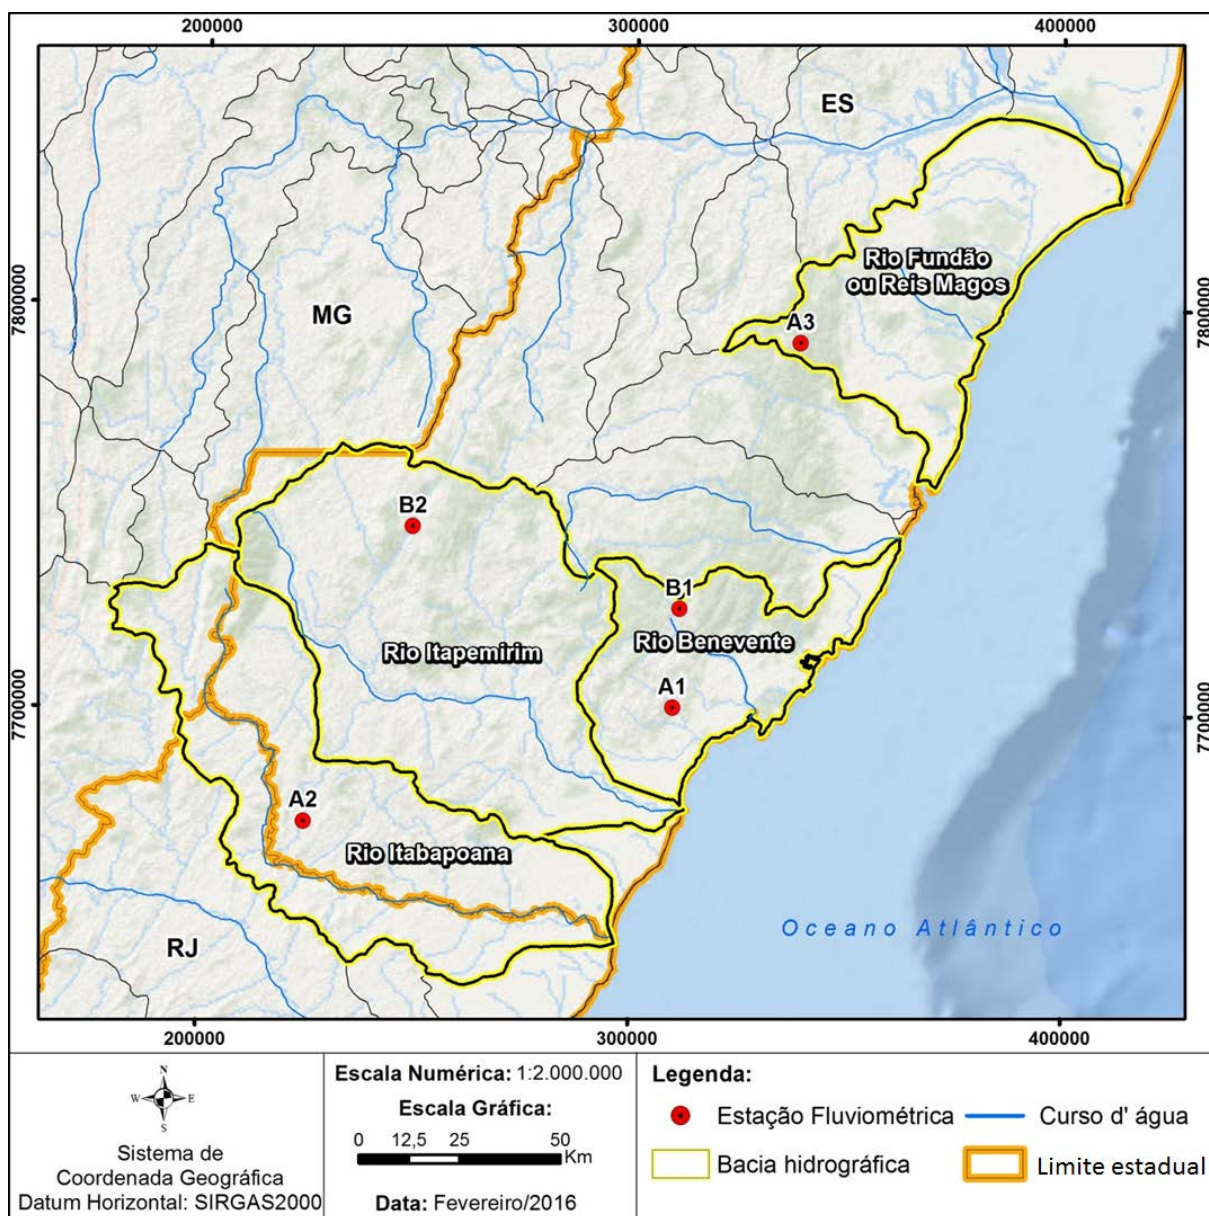 200000
300000
400000
ES
7800000
7800000
Rio Fundão
ou Reis Magos
MG
A3
B2
B1
Rio Itapemirim
Rio Benevente
A1
7700000
7700000
A2
Rio Itabapoana
Oceano Atlântico
RJ
200000
300000
400000
N
W
E
S
Sistema de
Coordenada Geográfica
Datum Horizontal: SIRGAS2000
Escala Numérica: 1:2.000.000
Escala Gráfica:
0 12,5 25 50
Km
Data: Fevereiro/2016
Legenda:
Estação Fluviométrica
Curso d' água
Bacia hidrográfica
Limite estadual